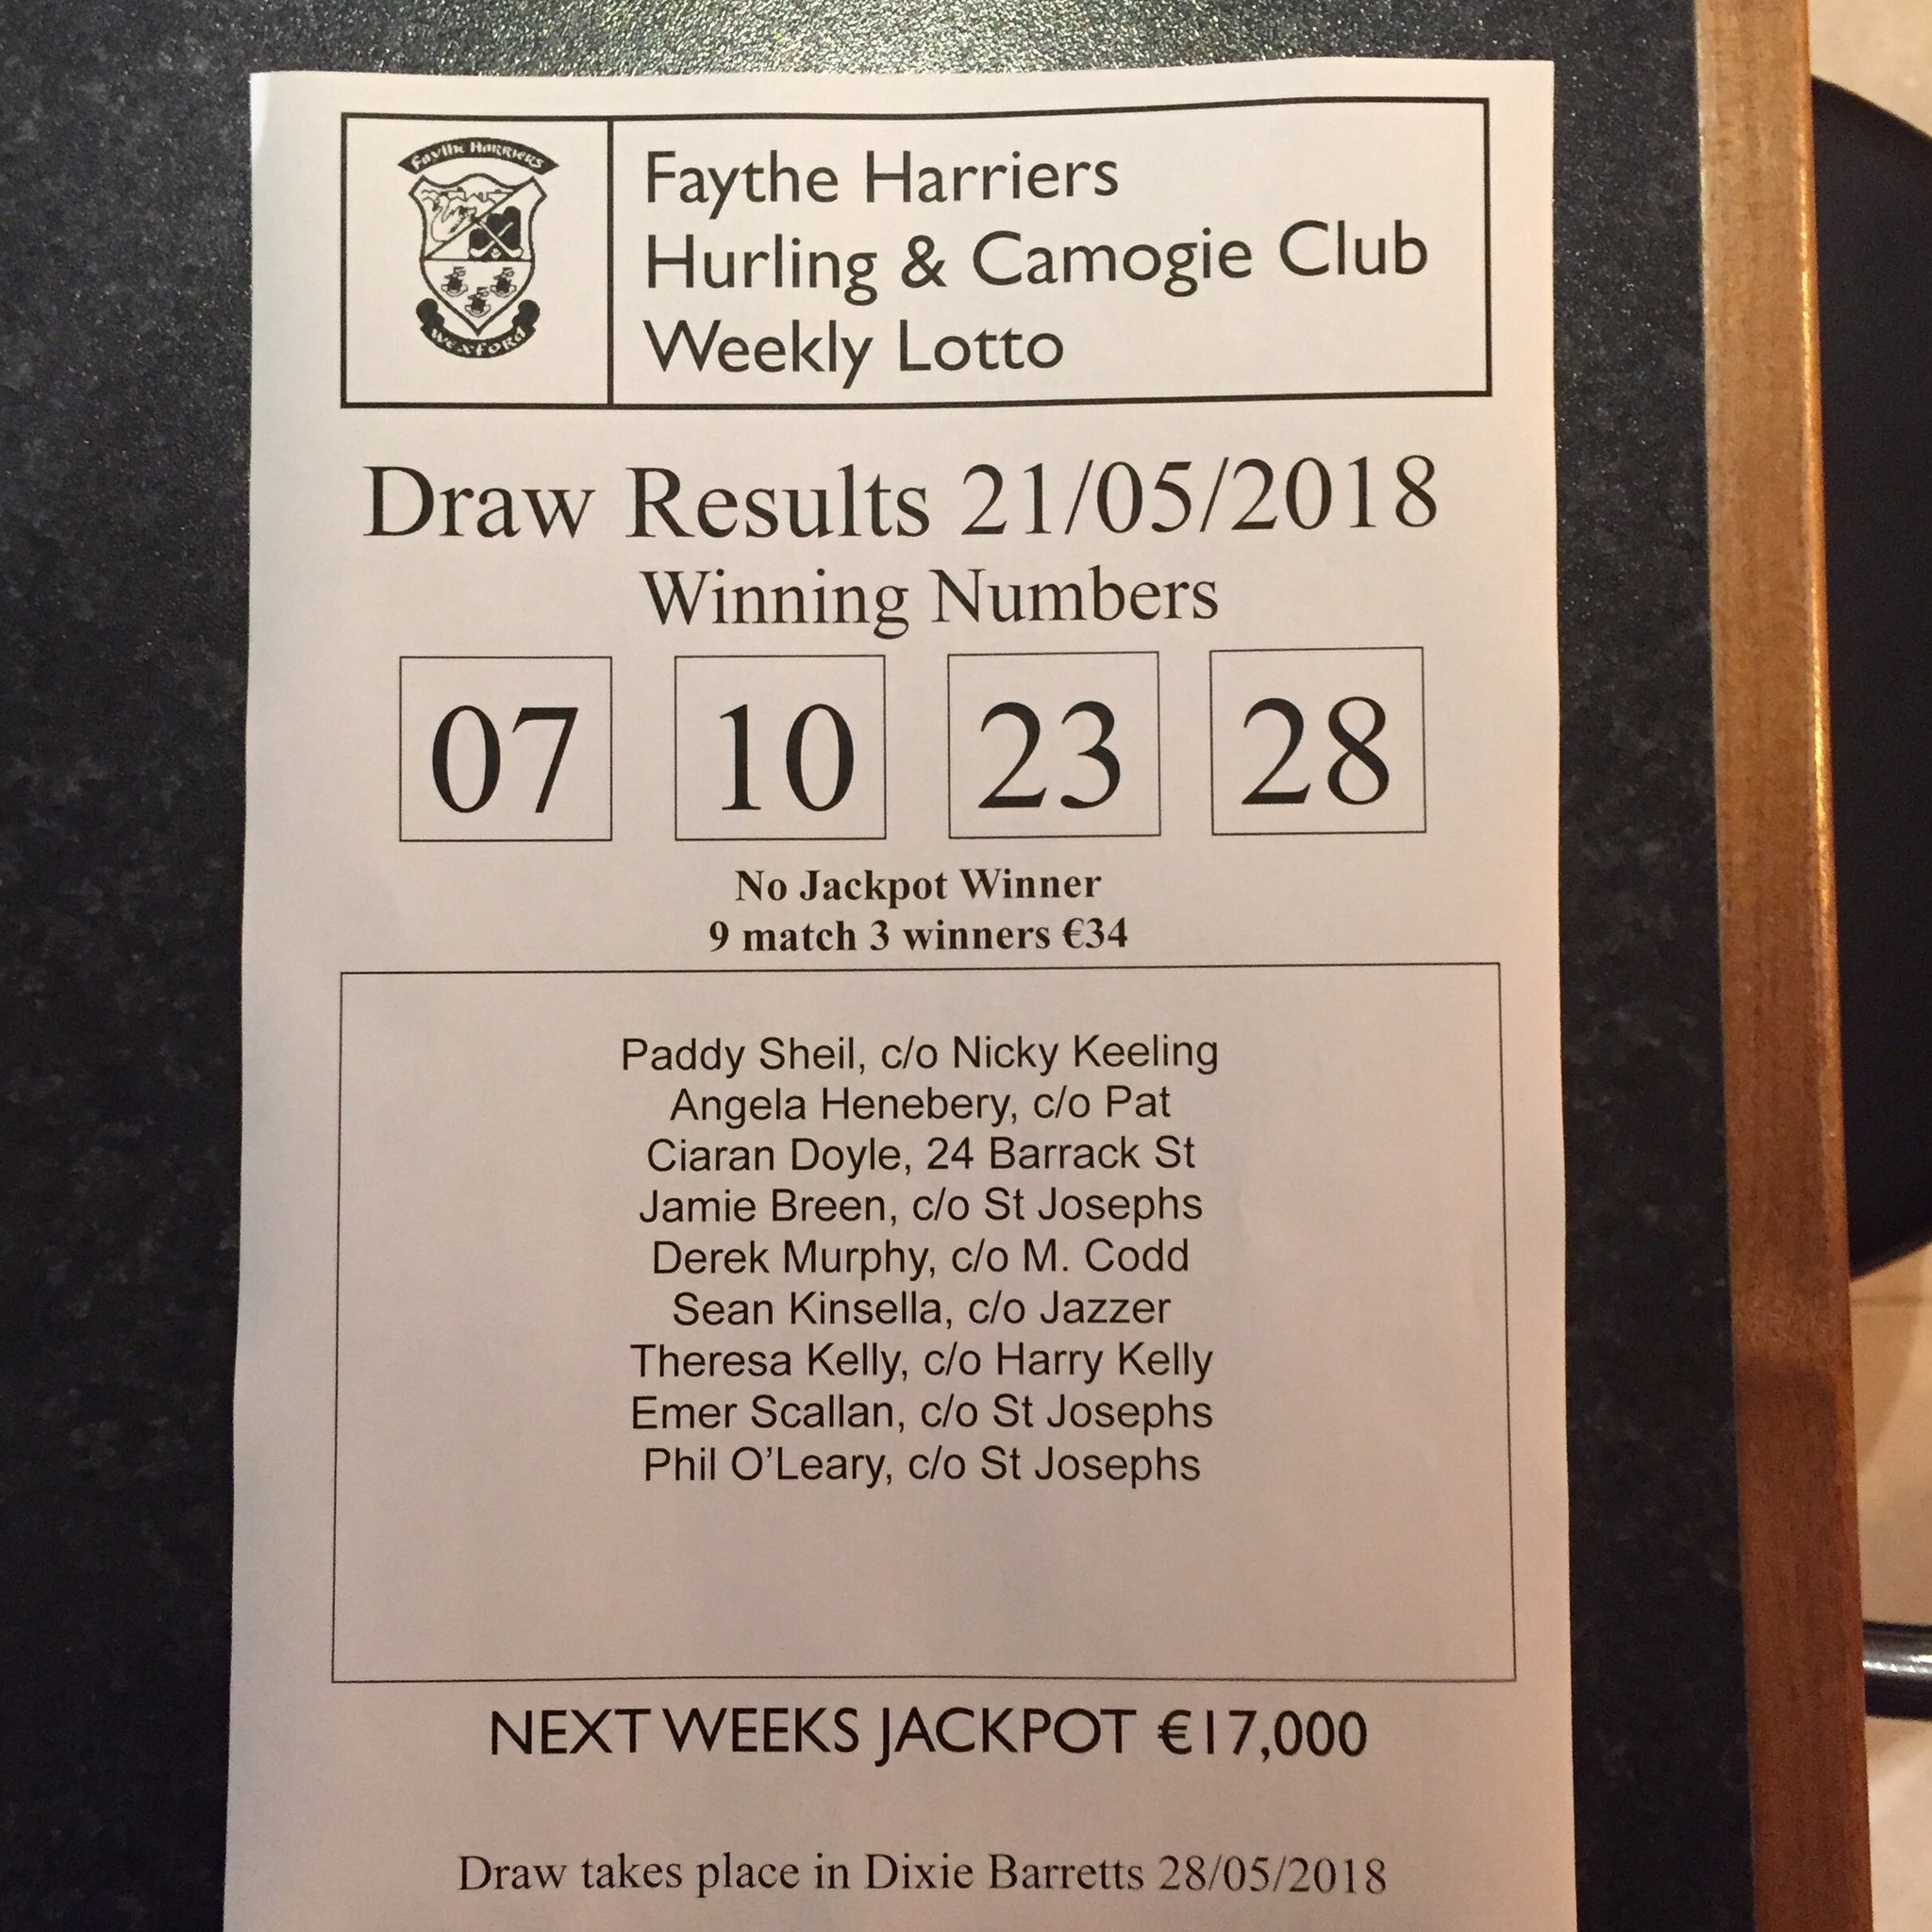 Faythe Harriers
Faythe Harriers
Hurling & Camogie Club
Weekly Lotto
WEXFORD
Draw Results 21/05/2018
Winning Numbers
07 10 23 28
No Jackpot Winner
9 match 3 winners €34
Paddy Sheil, c/o Nicky Keeling
Angela Henebery, c/o Pat
Ciaran Doyle, 24 Barrack St
Jamie Breen, c/o St Josephs
Derek Murphy, c/o M. Codd
Sean Kinsella, c/o Jazzer
Theresa Kelly, c/o Harry Kelly
Emer Scallan, c/o St Josephs
Phil O’Leary, c/o St Josephs
NEXT WEEKS JACKPOT €17,000
Draw takes place in Dixie Barretts 28/05/2018